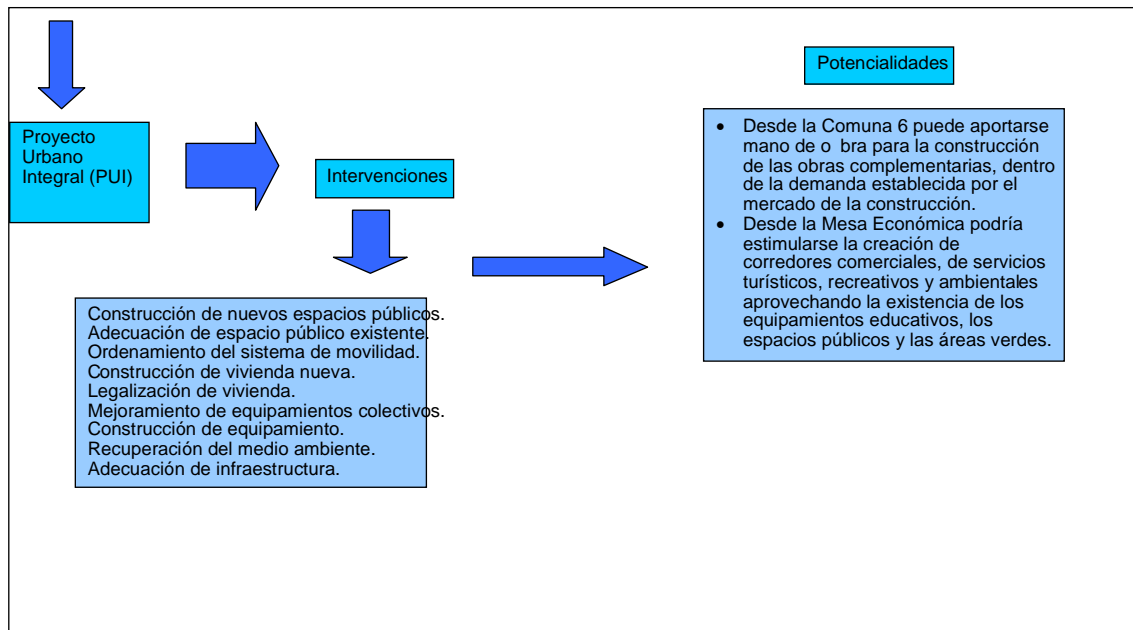 Proyecto
Urbano
Integral (PUI)
Intervenciones
Construcción de nuevos espacios públicos.
Adecuación de espacio público existente.
Ordenamiento del sistema de movilidad.
Construcción de vivienda nueva.
Legalización de vivienda.
Mejoramiento de equipamientos colectivos.
Construcción de equipamiento.
Recuperación del medio ambiente.
Adecuación de infraestructura.
Potencialidades
• Desde la Comuna 6 puede aportarse
mano de o bra para la construcción
de las obras complementarias, dentro
de la demanda establecida por el
mercado de la construcción.
• Desde la Mesa Económica podría
estimularse la creación de
corredores comerciales, de servicios
turísticos, recreativos y ambientales
aprovechando la existencia de los
equipamientos educativos, los
espacios públicos y las áreas verdes.